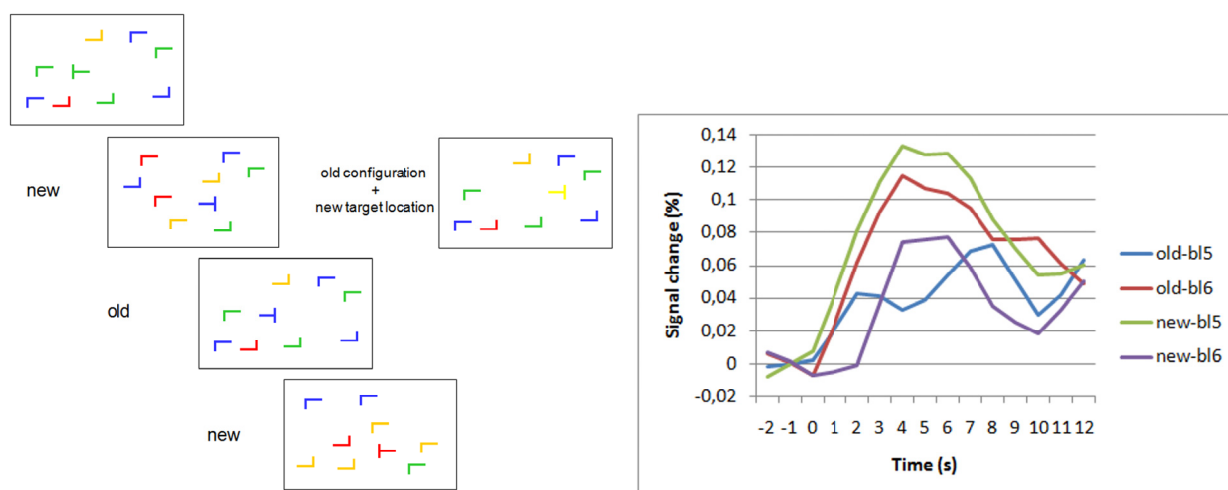 new
old configuration
+
new target location
old
new
0,14
0,12
0,1
0,08
0,06
0,04
0,02
0
-0,02
Signal change (%)
-2 -1 0 1 2 3 4 5 6 7 8 9 10 11 12
Time (s)
old-bl5
old-bl6
new-bl5
new-bl6